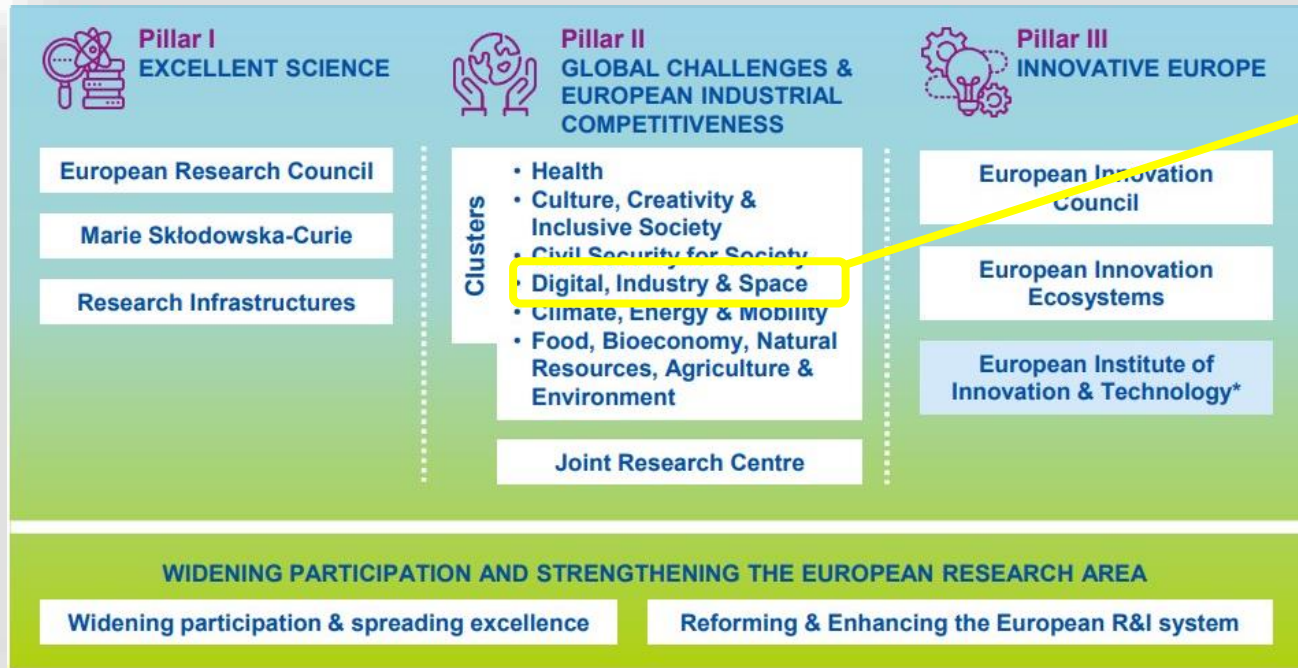 Pillar I
EXCELLENT SCIENCE
European Research Council
Marie Skłodowska-Curie
Research Infrastructures
Pillar II
GLOBAL CHALLENGES &
EUROPEAN INDUSTRIAL
COMPETITIVENESS
Clusters
• Health
• Culture, Creativity &
Inclusive Society
• Civil Security for Society
• Digital, Industry & Space
• Climate, Energy & Mobility
• Food, Bioeconomy, Natural
Resources, Agriculture &
Environment
Joint Research Centre
Pillar III
INNOVATIVE EUROPE
European Innovation
Council
European Innovation
Ecosystems
European Institute of
Innovation & Technology*
WIDENING PARTICIPATION AND STRENGTHENING THE EUROPEAN RESEARCH AREA
Widening participation & spreading excellence
Reforming & Enhancing the European R&I system